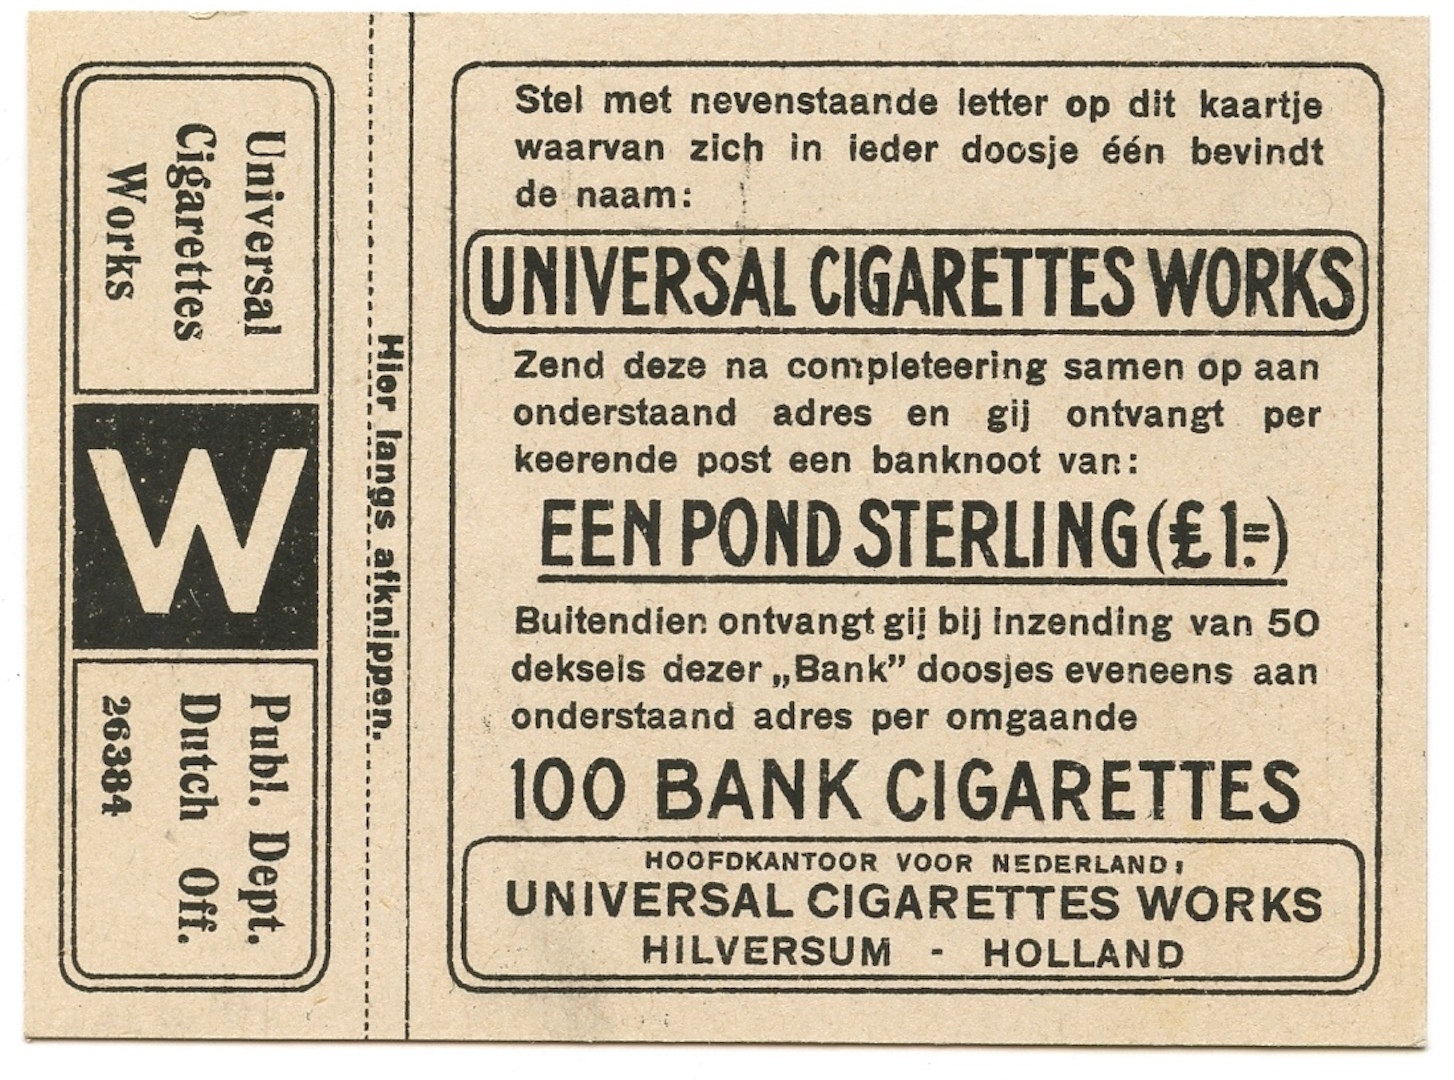 Universal
Cigarettes
Works
W
Publ. Dept.
Dutch Off.
26384
Hier langs afknippen.
Stel met nevenstaande letter op dit kaartje
waarvan zich in ieder doosje één bevindt
de naam:
UNIVERSAL CIGARETTES WORKS
Zend deze na completeering samen op aan
onderstaand adres en gij ontvangt per
keerende post een banknoot van:
EEN POND STERLING (£ 1.=)
Buitendien ontvangt gij bij inzending van 50
deksels dezer „Bank” doosjes eveneens aan
onderstaand adres per omgaande
100 BANK CIGARETTES
HOOFDKANTOOR VOOR NEDERLAND:
UNIVERSAL CIGARETTES WORKS
HILVERSUM - HOLLAND